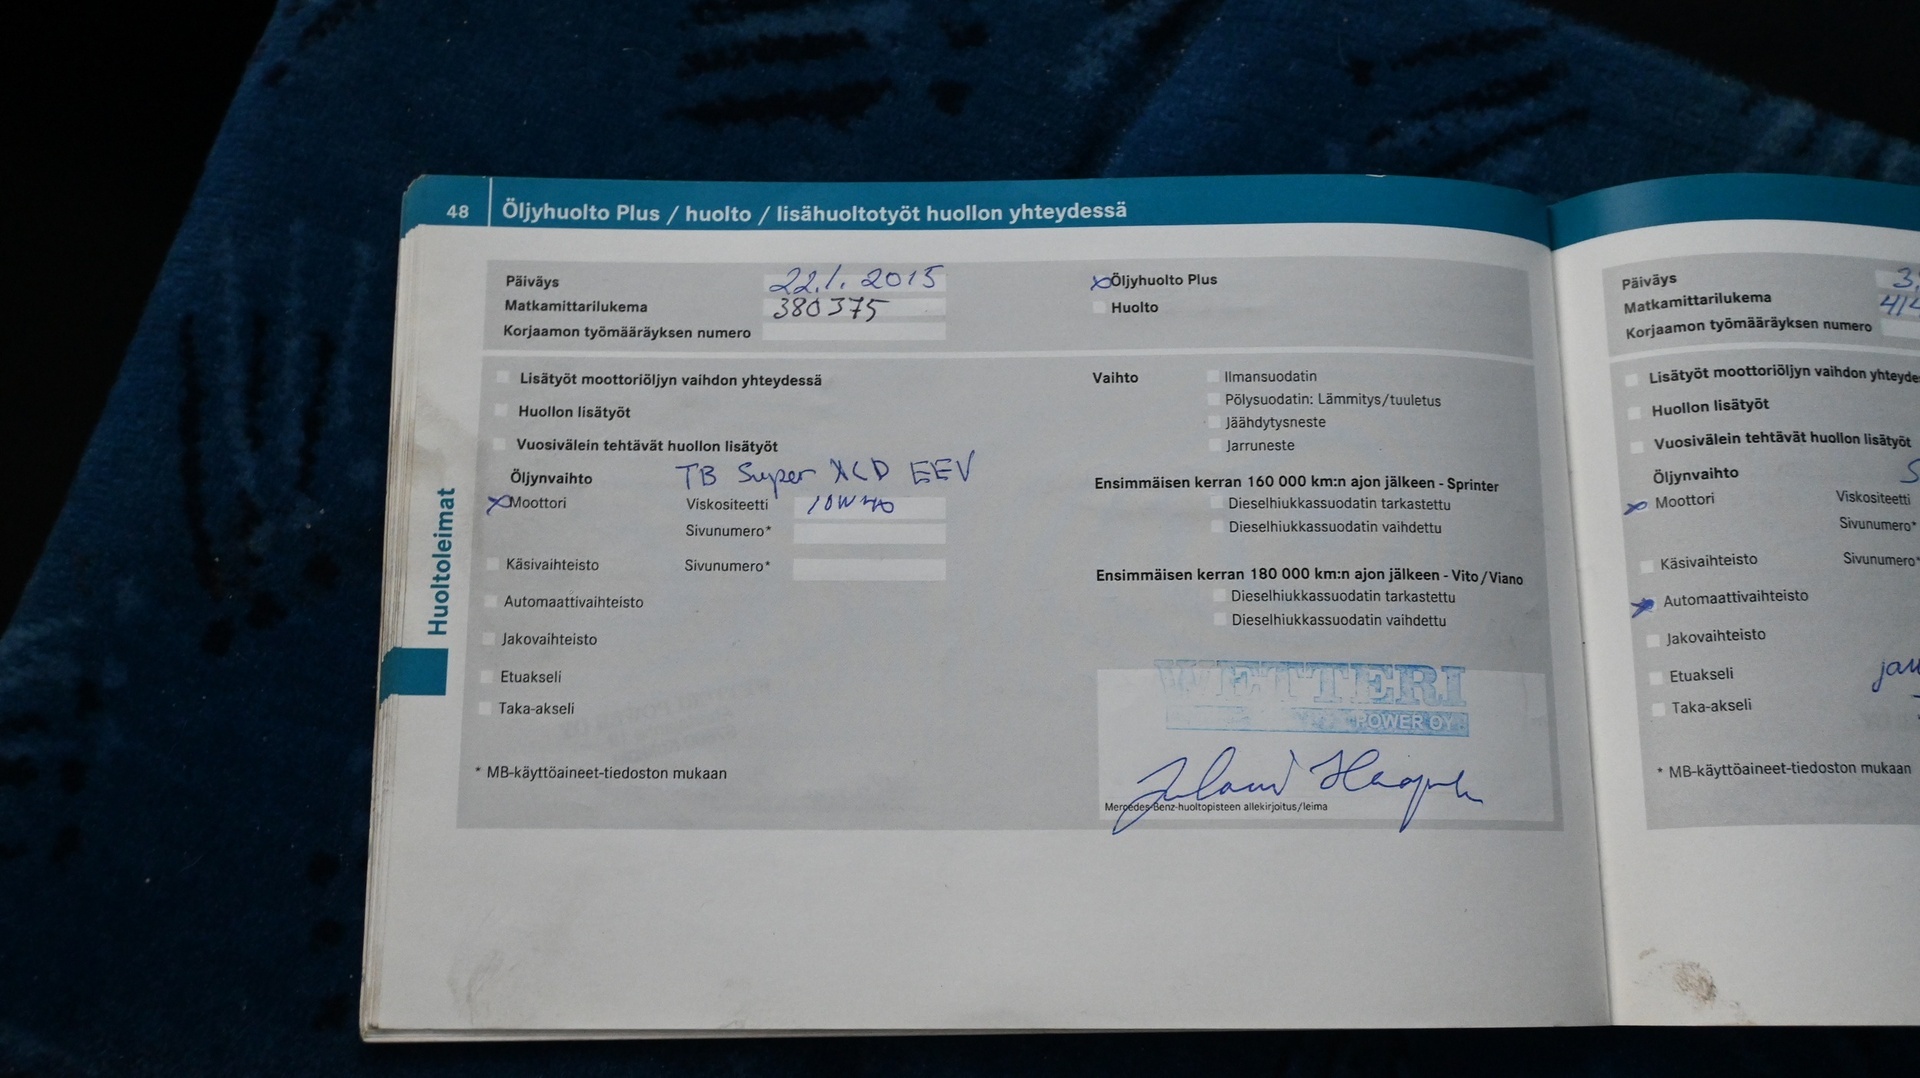 48 Öljyhuolto Plus / huolto / lisähuoltotyöt huollon yhteydessä
Päiväys 22.1. 2015
Matkamittarilukema 380375
Korjaamon työmääräyksen numero
Öljyhuolto Plus
Huolto
Lisätyöt moottoriöljyn vaihdon yhteydessä
Huollon lisätyöt
Vuosivälein tehtävät huollon lisätyöt
Öljynvaihto TB Super XCD EEV
Moottori Viskositeetti 10W40
Sivunumero*
Käsivaihteisto Sivunumero*
Automaattivaihteisto
Jakovaihteisto
Etuakseli
Taka-akseli
* MB-käyttöaineet-tiedoston mukaan
Vaihto Ilmansuodatin
Pölysuodatin: Lämmitys/tuuletus
Jäähdytysneste
Jarruneste
Ensimmäisen kerran 160 000 km:n ajon jälkeen - Sprinter
Dieselhiukkassuodatin tarkastettu
Dieselhiukkassuodatin vaihdettu
Ensimmäisen kerran 180 000 km:n ajon jälkeen - Vito/Viano
Dieselhiukkassuodatin tarkastettu
Dieselhiukkassuodatin vaihdettu
WETTERI
POWER OY
Mercedes-Benz-huoltopisteen allekirjoitus/leima
Huoltoleimat
Päiväys 3.
Matkamittarilukema 414
Korjaamon työmääräyksen numero
Lisätyöt moottoriöljyn vaihdon yhteyde
Huollon lisätyöt
Vuosivälein tehtävät huollon lisätyöt
Öljynvaihto S
Moottori Viskositeetti
Sivunumero*
Käsivaihteisto Sivunumero*
Automaattivaihteisto
Jakovaihteisto
Etuakseli
Taka-akseli
* MB-käyttöaineet-tiedoston mukaan